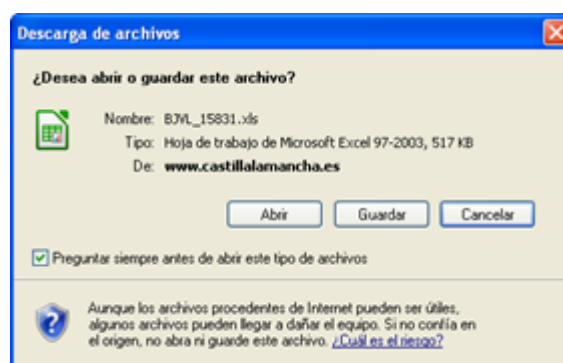 Descarga de archivos
¿Desea abrir o guardar este archivo?
Nombre: BJVL_15831.xls
Tipo: Hoja de trabajo de Microsoft Excel 97-2003, 517 KB
De: www.castillalamancha.es
Abrir Guardar Cancelar
Preguntar siempre antes de abrir este tipo de archivos
Aunque los archivos procedentes de Internet pueden ser útiles,
algunos archivos pueden llegar a dañar el equipo. Si no confía en
el origen, no abra ni guarde este archivo. ¿Cuál es el riesgo?